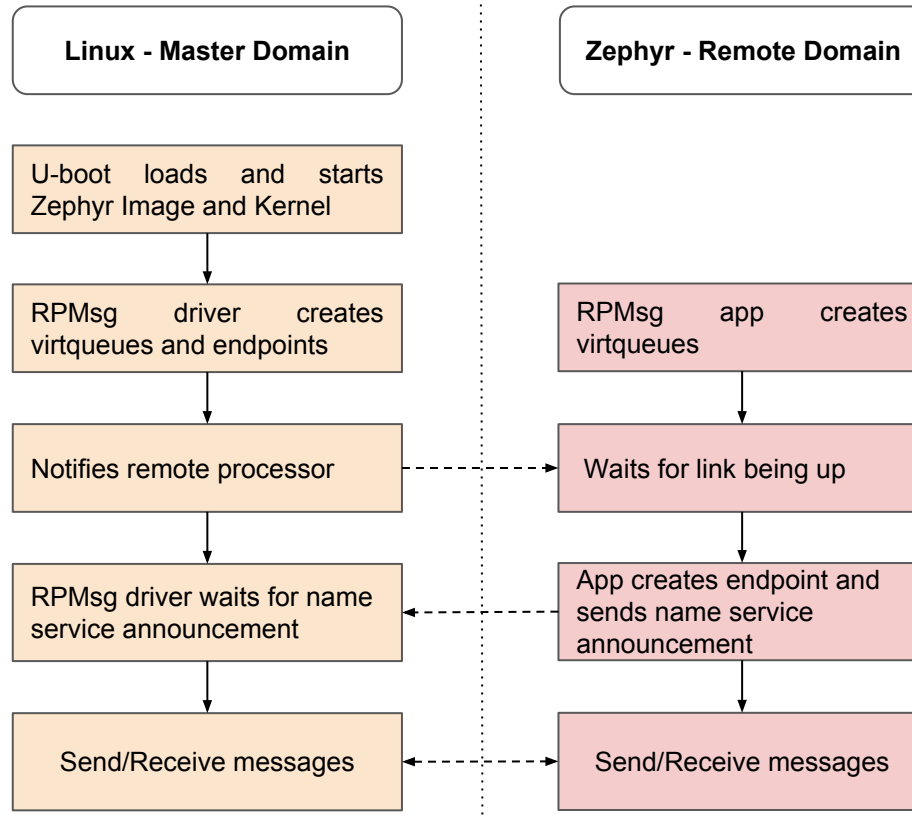 Linux - Master Domain
Zephyr - Remote Domain
U-boot loads and starts
Zephyr Image and Kernel
RPMsg driver creates
virtqueues and endpoints
RPMsg app creates
virtqueues
Notifies remote processor
Waits for link being up
RPMsg driver waits for name
service announcement
App creates endpoint and
sends name service
announcement
Send/Receive messages
Send/Receive messages